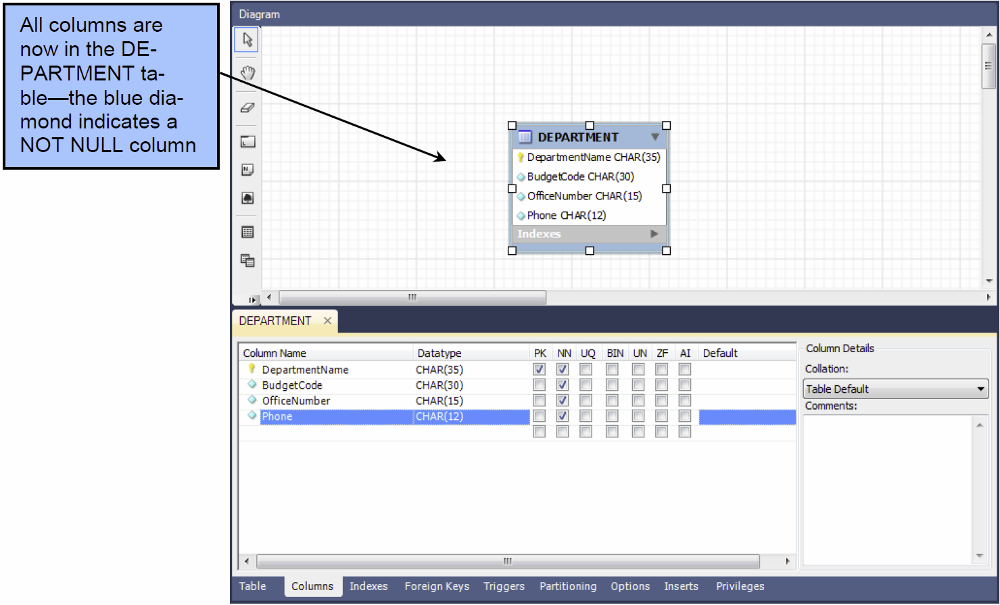 All columns are
now in the DE-
PARTMENT ta-
ble—the blue dia-
mond indicates a
NOT NULL column
Diagram
DEPARTMENT
DepartmentName CHAR(35)
BudgetCode CHAR(30)
OfficeNumber CHAR(15)
Phone CHAR(12)
Indexes
DEPARTMENT
Column Name Datatype PK NN UQ BIN UN ZF AI Default
DepartmentName CHAR(35)
BudgetCode CHAR(30)
OfficeNumber CHAR(15)
Phone CHAR(12)
Column Details
Collation:
Table Default
Comments:
Table Columns Indexes Foreign Keys Triggers Partitioning Options Inserts Privileges